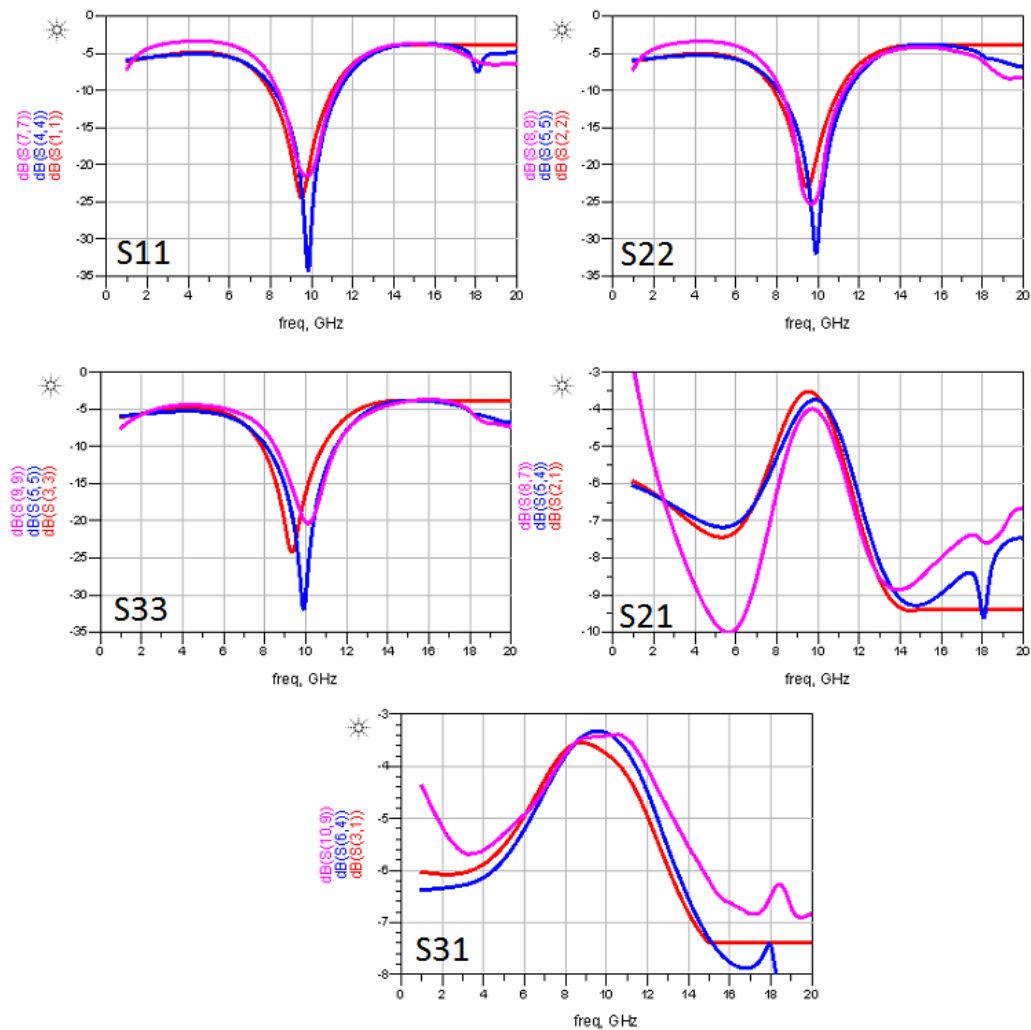 0
-5
-10
-15
-20
-25
-30
-35
dB(S(7,7))
dB(S(4,4))
dB(S(1,1))
S11
0 2 4 6 8 10 12 14 16 18 20
freq, GHz
0
-5
-10
-15
-20
-25
-30
-35
dB(S(8,8))
dB(S(5,5))
dB(S(2,2))
S22
0 2 4 6 8 10 12 14 16 18 20
freq, GHz
0
-5
-10
-15
-20
-25
-30
-35
dB(S(9,9))
dB(S(5,5))
dB(S(3,3))
S33
0 2 4 6 8 10 12 14 16 18 20
freq, GHz
-3
-4
-5
-6
-7
-8
-9
-10
dB(S(8,7))
dB(S(5,4))
dB(S(2,1))
S21
0 2 4 6 8 10 12 14 16 18 20
freq, GHz
-3
-4
-5
-6
-7
-8
dB(S(10,9))
dB(S(6,4))
dB(S(3,1))
S31
0 2 4 6 8 10 12 14 16 18 20
freq, GHz